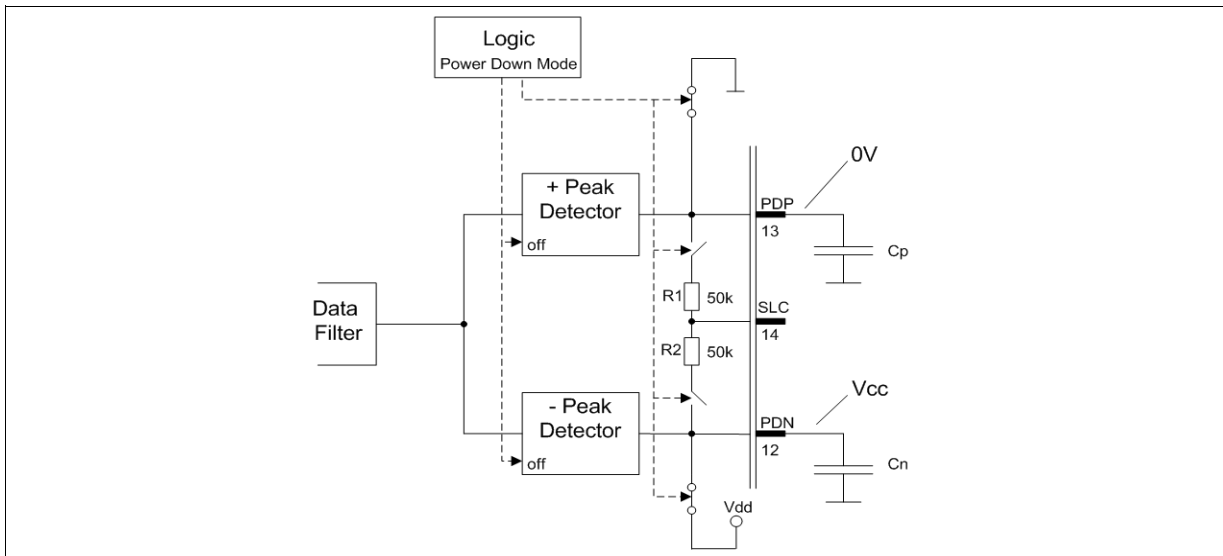 Logic
Power Down Mode
0V
+ Peak
Detector
off
PDP
13
Cp
R1
50k
Data
Filter
SLC
14
R2
50k
Vcc
- Peak
Detector
off
PDN
12
Cn
Vdd